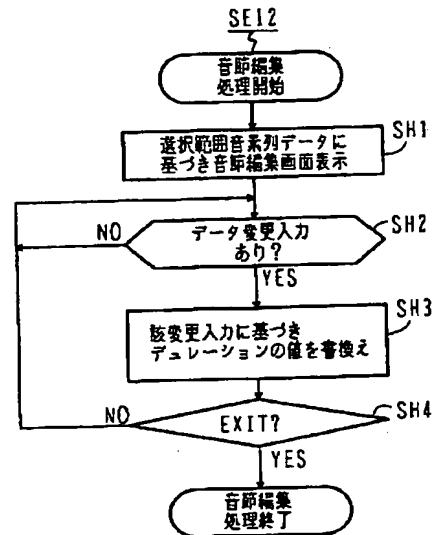 SE12
音節編集
処理開始
選択範囲音素列データに
基づき音節編集画面表示
SH1
NO
データ変更入力
あり?
SH2
YES
該変更入力に基づき
デュレーションの値を書換え
SH3
NO
EXIT?
SH4
YES
音節編集
処理終了